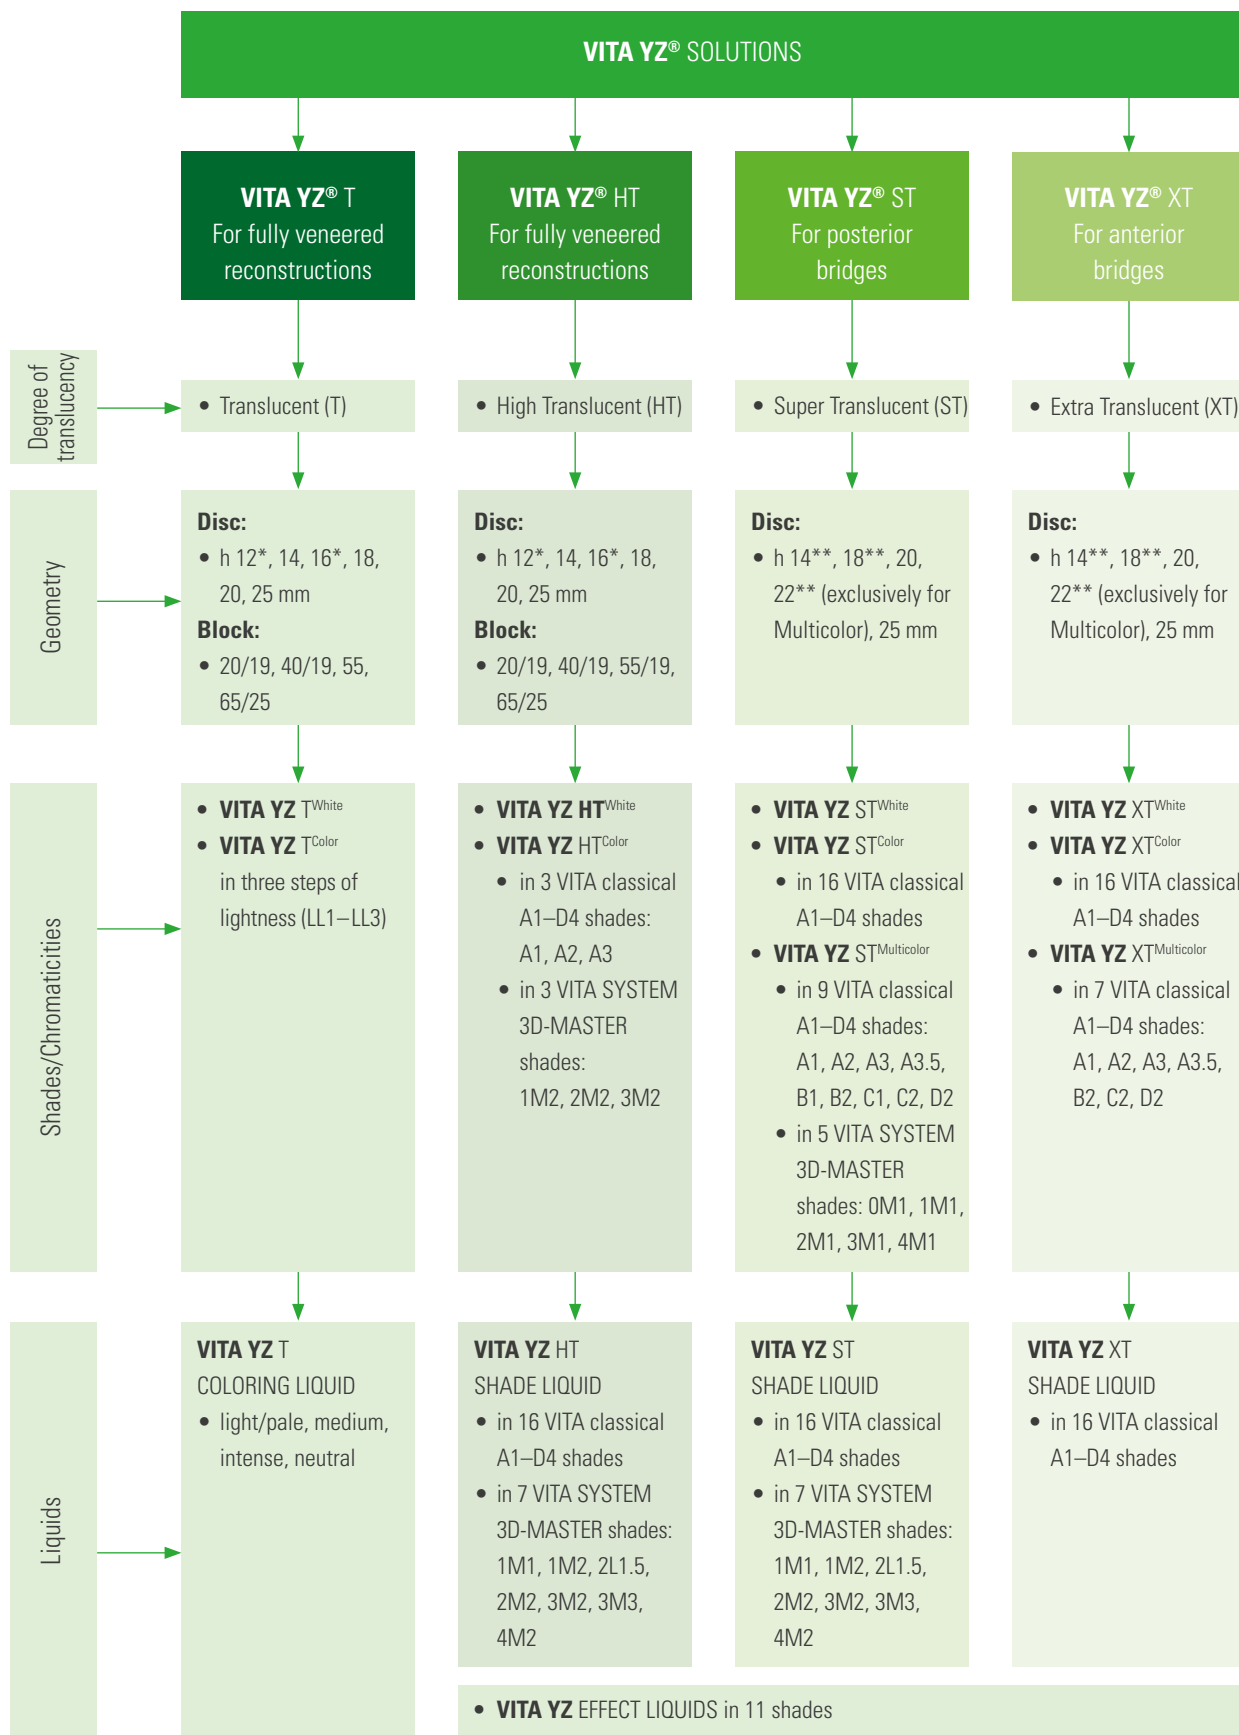 VITA YZ® SOLUTIONS
VITA YZ® T
For fully veneered
reconstructions
VITA YZ® HT
For fully veneered
reconstructions
VITA YZ® ST
For posterior
bridges
VITA YZ® XT
For anterior
bridges
Degree of
translucency
• Translucent (T)
• High Translucent (HT)
• Super Translucent (ST)
• Extra Translucent (XT)
Geometry
Disc:
• h 12*, 14, 16*, 18,
20, 25 mm
Block:
• 20/19, 40/19, 55,
65/25
Disc:
• h 12*, 14, 16*, 18,
20, 25 mm
Block:
• 20/19, 40/19, 55/19,
65/25
Disc:
• h 14**, 18**, 20,
22** (exclusively for
Multicolor), 25 mm
Disc:
• h 14**, 18**, 20,
22** (exclusively for
Multicolor), 25 mm
Shades/Chromaticities
• VITA YZ TWhite
• VITA YZ TColor
in three steps of
lightness (LL1–LL3)
• VITA YZ HTWhite
• VITA YZ HTColor
• in 3 VITA classical
A1–D4 shades:
A1, A2, A3
• in 3 VITA SYSTEM
3D-MASTER
shades:
1M2, 2M2, 3M2
• VITA YZ STWhite
• VITA YZ STColor
• in 16 VITA classical
A1–D4 shades
• VITA YZ STMulticolor
• in 9 VITA classical
A1–D4 shades:
A1, A2, A3, A3.5,
B1, B2, C1, C2, D2
• in 5 VITA SYSTEM
3D-MASTER
shades: 0M1, 1M1,
2M1, 3M1, 4M1
• VITA YZ XTWhite
• VITA YZ XTColor
• in 16 VITA classical
A1–D4 shades
• VITA YZ XTMulticolor
• in 7 VITA classical
A1–D4 shades:
A1, A2, A3, A3.5,
B2, C2, D2
Liquids
VITA YZ T
COLORING LIQUID
• light/pale, medium,
intense, neutral
VITA YZ HT
SHADE LIQUID
• in 16 VITA classical
A1–D4 shades
• in 7 VITA SYSTEM
3D-MASTER shades:
1M1, 1M2, 2L1.5,
2M2, 3M2, 3M3,
4M2
VITA YZ ST
SHADE LIQUID
• in 16 VITA classical
A1–D4 shades
• in 7 VITA SYSTEM
3D-MASTER shades:
1M1, 1M2, 2L1.5,
2M2, 3M2, 3M3,
4M2
VITA YZ XT
SHADE LIQUID
• in 16 VITA classical
A1–D4 shades
• VITA YZ EFFECT LIQUIDS in 11 shades